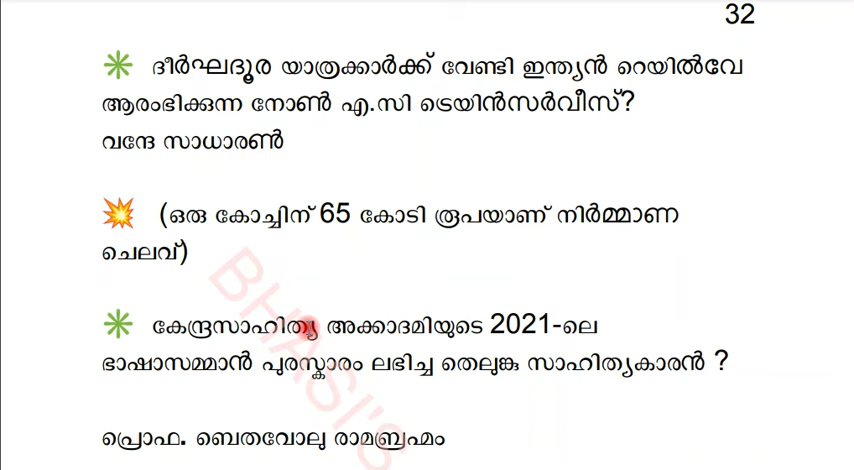 32
ദീർഘദൂര യാത്രക്കാർക്ക് വേണ്ടി ഇന്ത്യൻ റെയിൽവേ
ആരംഭിക്കുന്ന നോൺ എ.സി ട്രെയിൻസർവീസ്?
വന്ദേ സാധാരൺ
(ഒരു കോച്ചിന് 65 കോടി രൂപയാണ് നിർമ്മാണ
ചെലവ്)
കേന്ദ്രസാഹിത്യ അക്കാദമിയുടെ 2021-ലെ
ഭാഷാസമ്മാൻ പുരസ്കാരം ലഭിച്ച തെലുങ്കു സാഹിത്യകാരൻ ?
പ്രൊഫ. ബെതവോലു രാമബ്രഹ്മം
BHASI'S